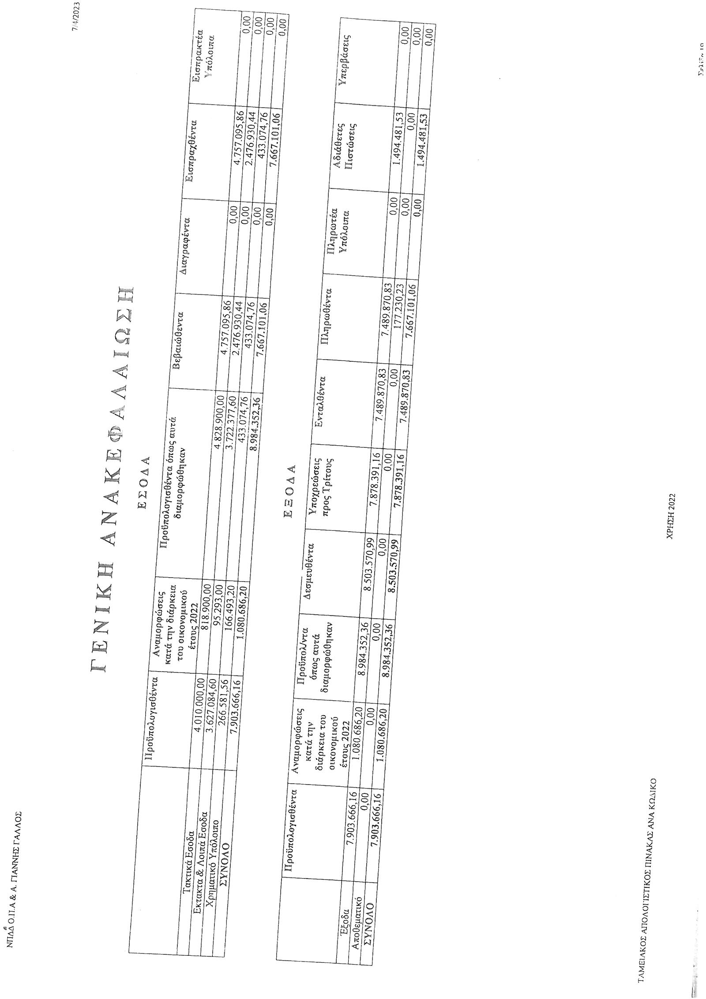 ΝΠΔΔ Ο.Π.Α & Α. ΓΙΑΝΝΗΣ ΓΑΛΛΟΣ
7/4/2023
ΓΕΝΙΚΗ ΑΝΑΚΕΦΑΛΑΙΩΣΗ
ΕΣΟΔΑ
Προϋπολογισθέντα Αναμορφώσεις κατά την διάρκεια του οικονομικού έτους 2022 Προϋπολογισθέντα όπως αυτά διαμορφώθηκαν Βεβαιώθεντα Διαγραφέντα Εισπραχθέντα Εισπρακτέα Υπόλοιπα
Τακτικά Εσοδα 4.010.000,00 818.900,00 4.828.900,00 4.757.095,86 0,00 4.757.095,86 0,00
Εκτακτα & Λοιπά Εσοδα 3.627.084,60 95.293,00 3.722.377,60 2.476.930,44 0,00 2.476.930,44 0,00
Χρηματικό Υπόλοιπο 266.581,56 166.493,20 433.074,76 433.074,76 0,00 433.074,76 0,00
ΣΥΝΟΛΟ 7.903.666,16 1.080.686,20 8.984.352,36 7.667.101,06 0,00 7.667.101,06 0,00
ΕΞΟΔΑ
Προϋπολογισθέντα Αναμορφώσεις κατά την διάρκεια του οικονομικού έτους 2022 Προϋπολ/ντα όπως αυτά διαμορφώθηκαν Δεσμευθέντα Υποχρεώσεις προς Τρίτους Ενταλθέντα Πληρωθέντα Πληρωτέα Υπόλοιπα Αδιάθετες Πιστώσεις Υπερβάσεις
Έξοδα 7.903.666,16 1.080.686,20 8.984.352,36 8.503.570,99 7.878.391,16 7.489.870,83 7.489.870,83 0,00 1.494.481,53 0,00
Αποθεματικό 0,00 0,00 0,00 0,00 0,00 0,00 177.230,23 0,00 0,00 0,00
ΣΥΝΟΛΟ 7.903.666,16 1.080.686,20 8.984.352,36 8.503.570,99 7.878.391,16 7.489.870,83 7.667.101,06 0,00 1.494.481,53 0,00
ΤΑΜΕΙΑΚΟΣ ΑΠΟΛΟΓΙΣΤΙΚΟΣ ΠΙΝΑΚΑΣ ΑΝΑ ΚΩΔΙΚΟ
ΧΡΗΣΗ 2022